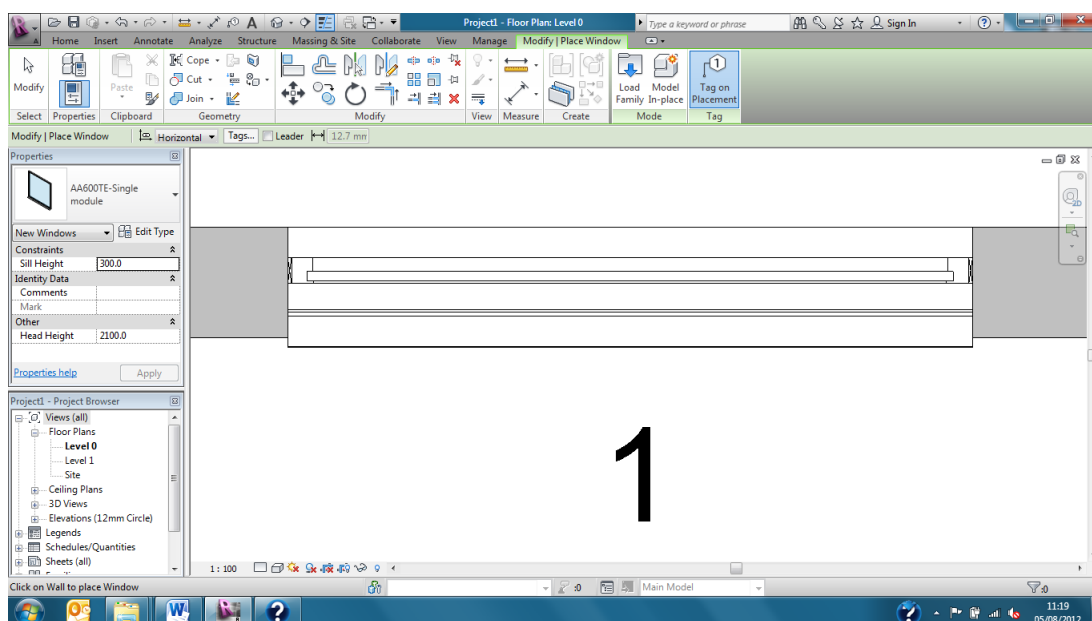 Project1 - Floor Plan: Level 0
Type a keyword or phrase
Sign In
Home Insert Annotate Analyze Structure Massing & Site Collaborate View Manage Modify | Place Window
Modify
Paste
Cope
Cut
Join
Load Family
Model In-place
Tag on Placement
Select Properties Clipboard Geometry Modify View Measure Create Mode Tag
Modify | Place Window Horizontal Tags... Leader 12.7 mm
Properties
AA600TE-Single module
New Windows Edit Type
Constraints
Sill Height 300.0
Identity Data
Comments
Mark
Other
Head Height 2100.0
Properties help Apply
Project1 - Project Browser
Views (all)
Floor Plans
Level 0
Level 1
Site
Ceiling Plans
3D Views
Elevations (12mm Circle)
Legends
Schedules/Quantities
Sheets (all)
1
2D
1 : 100
Click on Wall to place Window
:0
Main Model
:0
11:19
05/08/2012